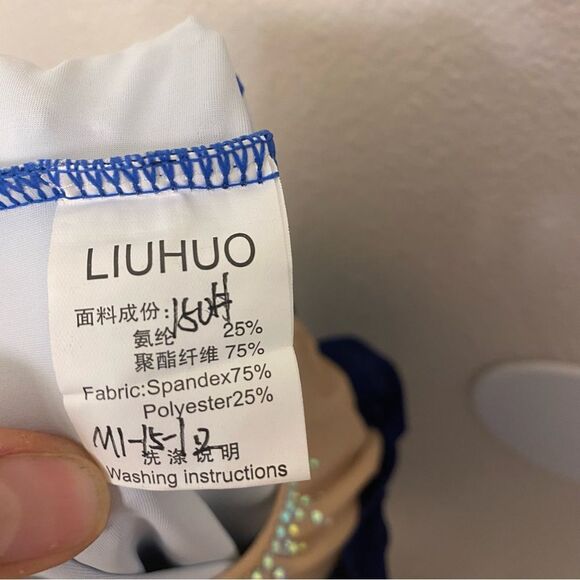 LIUHUO
面料成份:150#
氨纶 25%
聚酯纤维 75%
Fabric:Spandex75%
Polyester25%
M1-15-12
洗涤说明
Washing instructions